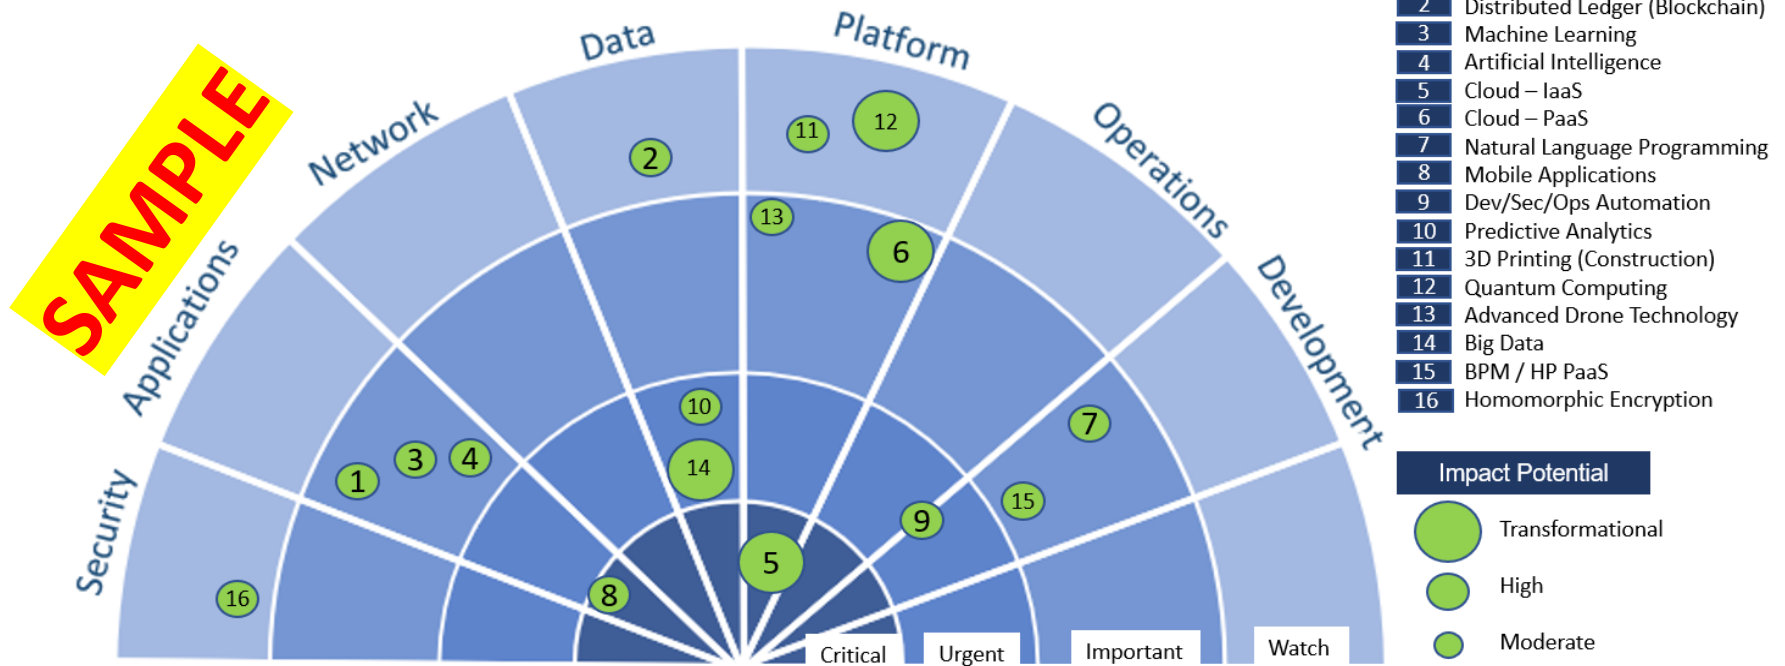 SAMPLE
Security
Applications
Network
Data
Platform
Operations
Development
1
2
3
4
5
6
7
8
9
10
11
12
13
14
15
16
Critical
Urgent
Important
Watch
2 Distributed Ledger (Blockchain)
3 Machine Learning
4 Artificial Intelligence
5 Cloud – IaaS
6 Cloud – PaaS
7 Natural Language Programming
8 Mobile Applications
9 Dev/Sec/Ops Automation
10 Predictive Analytics
11 3D Printing (Construction)
12 Quantum Computing
13 Advanced Drone Technology
14 Big Data
15 BPM / HP PaaS
16 Homomorphic Encryption
Impact Potential
Transformational
High
Moderate